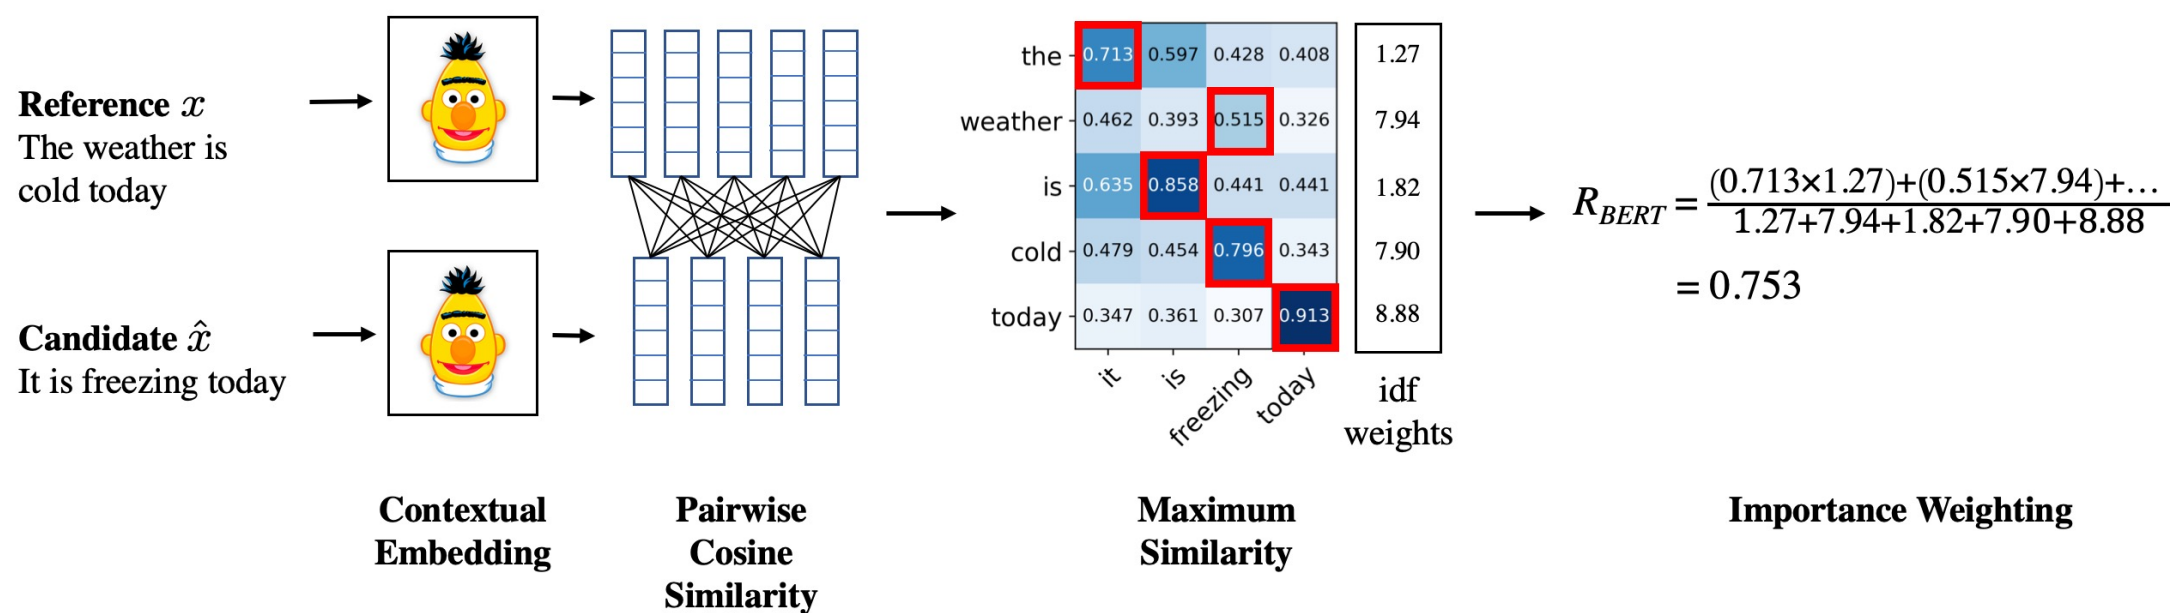 Reference x
The weather is
cold today
Candidate x̂
It is freezing today
Contextual
Embedding
Pairwise
Cosine
Similarity
the 0.713 0.597 0.428 0.408 1.27
weather 0.462 0.393 0.515 0.326 7.94
is 0.635 0.858 0.441 0.441 1.82
cold 0.479 0.454 0.796 0.343 7.90
today 0.347 0.361 0.307 0.913 8.88
it is freezing today
idf
weights
Maximum
Similarity
R_BERT = (0.713×1.27)+(0.515×7.94)+…
1.27+7.94+1.82+7.90+8.88
= 0.753
Importance Weighting